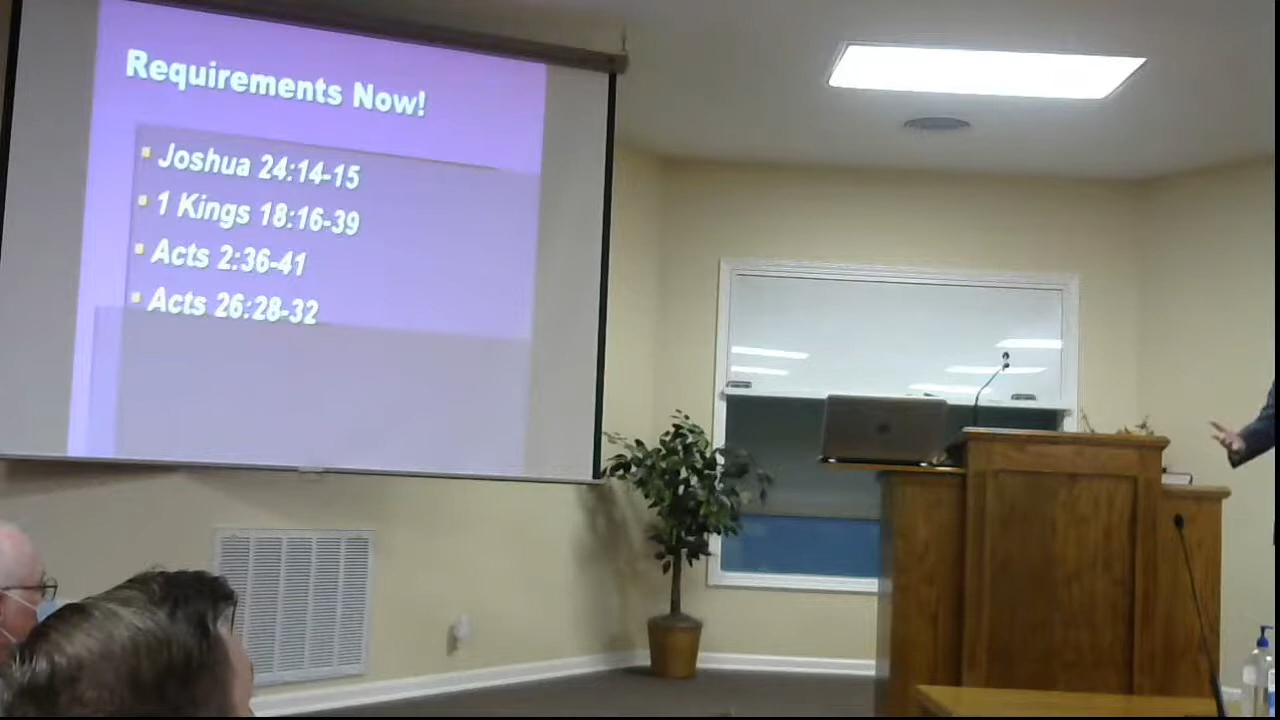 Requirements Now!
Joshua 24:14-15
1 Kings 18:16-39
Acts 2:36-41
Acts 26:28-32